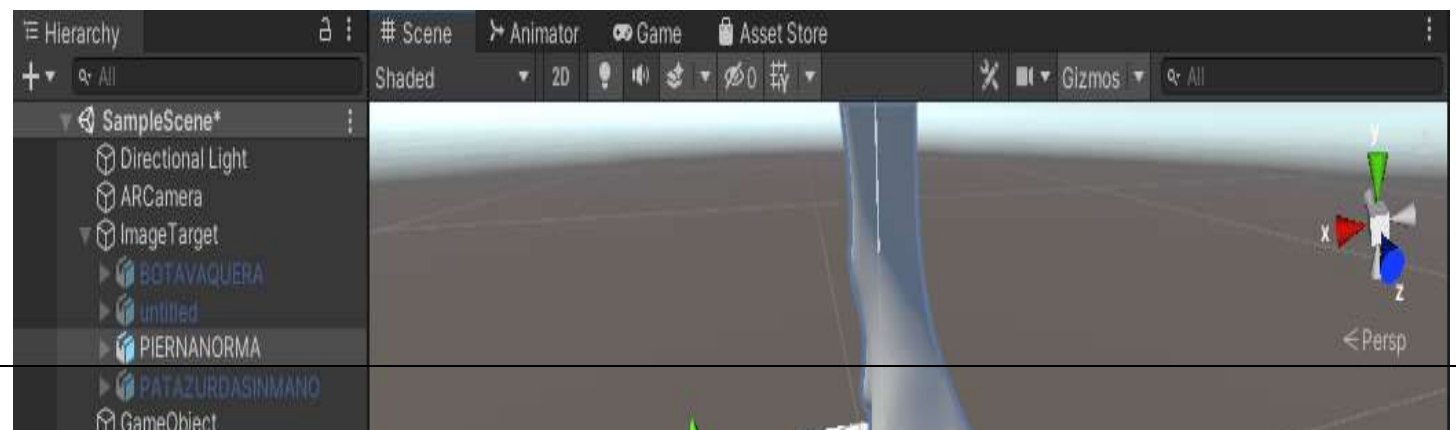 Hierarchy
All
SampleScene*
Directional Light
ARCamera
ImageTarget
BOTAVAQUERA
untitled
PIERNANORMA
PATAZURDASINMANO
GameObject
Scene Animator Game Asset Store
Shaded 2D 0 Gizmos All
y
x
z
Persp